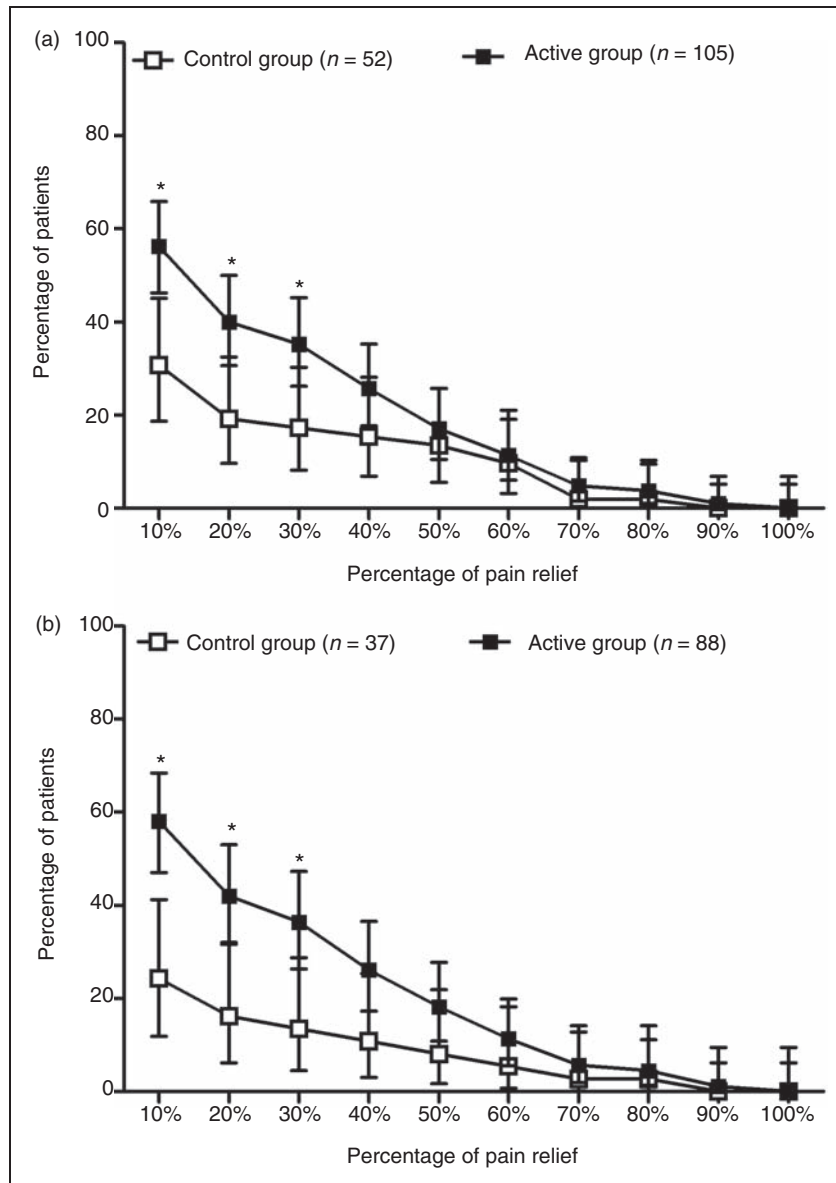 (a)
Control group (n = 52) Active group (n = 105)
Percentage of patients
100
80
60
40
20
0
* * *
10% 20% 30% 40% 50% 60% 70% 80% 90% 100%
Percentage of pain relief
(b)
Control group (n = 37) Active group (n = 88)
Percentage of patients
100
80
60
40
20
0
* * *
10% 20% 30% 40% 50% 60% 70% 80% 90% 100%
Percentage of pain relief